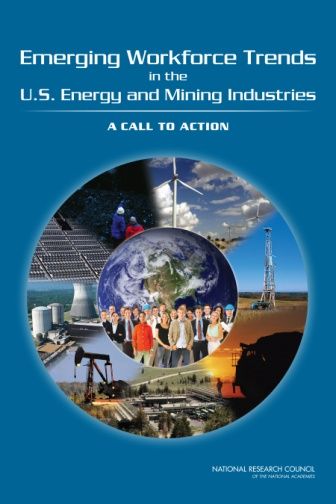 Emerging Workforce Trends
in the
U.S. Energy and Mining Industries
A CALL TO ACTION
NATIONAL RESEARCH COUNCIL
OF THE NATIONAL ACADEMIES